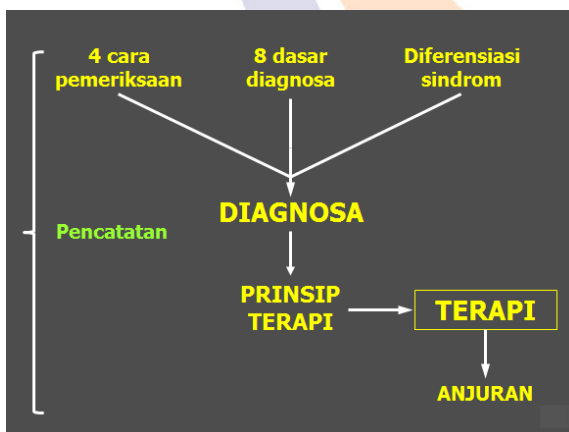 4 cara
pemeriksaan
8 dasar
diagnosa
Diferensiasi
sindrom
DIAGNOSA
Pencatatan
PRINSIP
TERAPI
TERAPI
ANJURAN